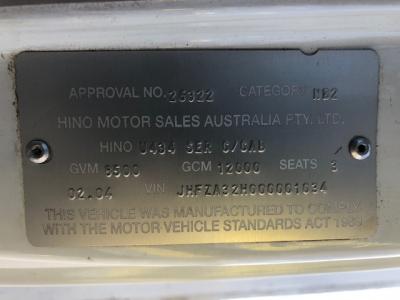 APPROVAL NO. 26322 CATEGORY NB2
HINO MOTOR SALES AUSTRALIA PTY. LTD.
HINO U434 SER C/CAB /
GVM 8500 GCM 12000 SEATS 3
02.04 VIN JHFZA32H000001034
THIS VEHICLE WAS MANUFACTURED TO COMPLY
WITH THE MOTOR VEHICLE STANDARDS ACT 1989